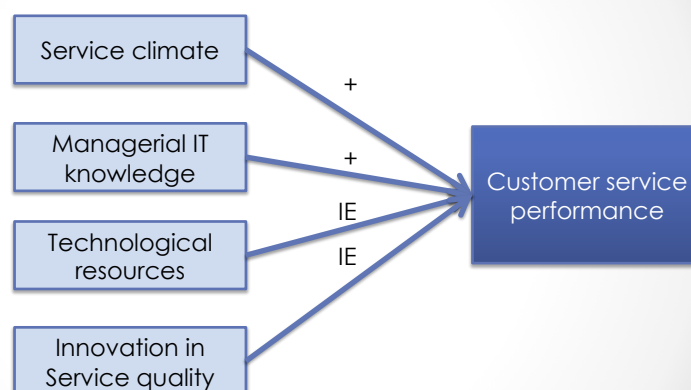 Service climate
+
Managerial IT
knowledge
+
Customer service
performance
IE
Technological
resources
IE
Innovation in
Service quality